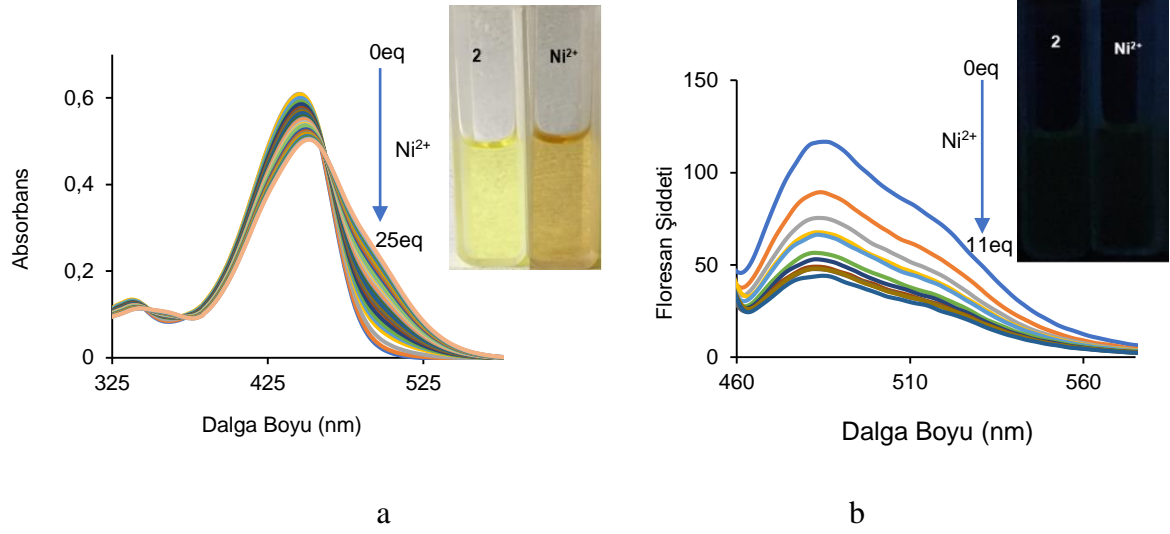 0eq
0,6
0,4
0,2
0
Absorbans
Ni²⁺
25eq
325
425
525
Dalga Boyu (nm)
2
Ni²⁺
a
0eq
150
100
50
0
Floresan Şiddeti
Ni²⁺
11eq
460
510
560
Dalga Boyu (nm)
2
Ni²⁺
b